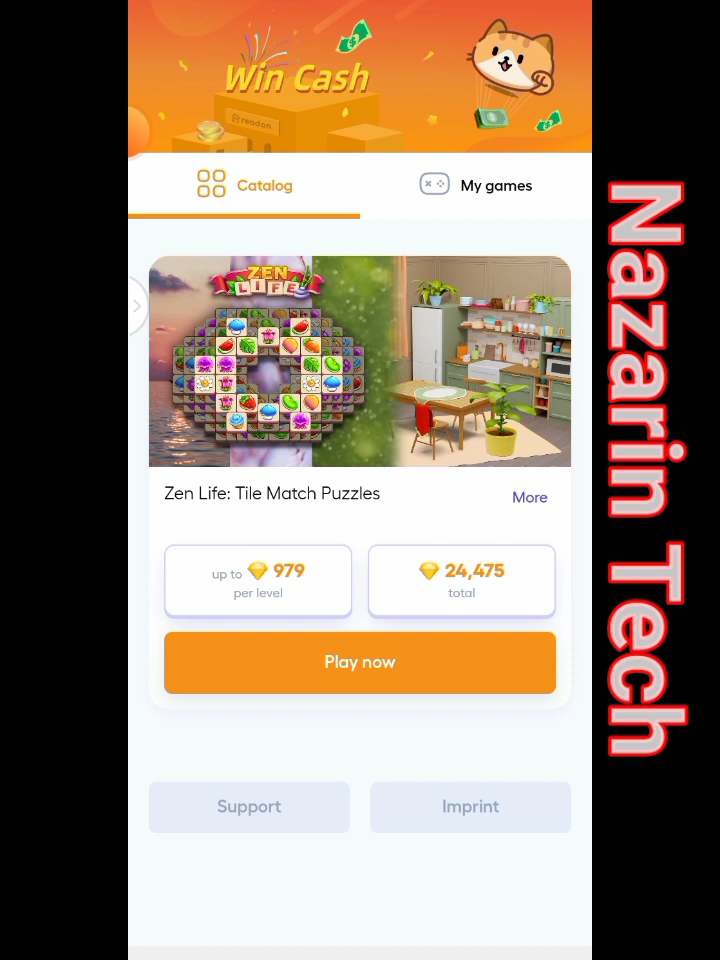 Win Cash
readon
Catalog
My games
ZEN
LIFE
Zen Life: Tile Match Puzzles
More
up to 979
per level
24,475
total
Play now
Support
Imprint
Nazarin Tech